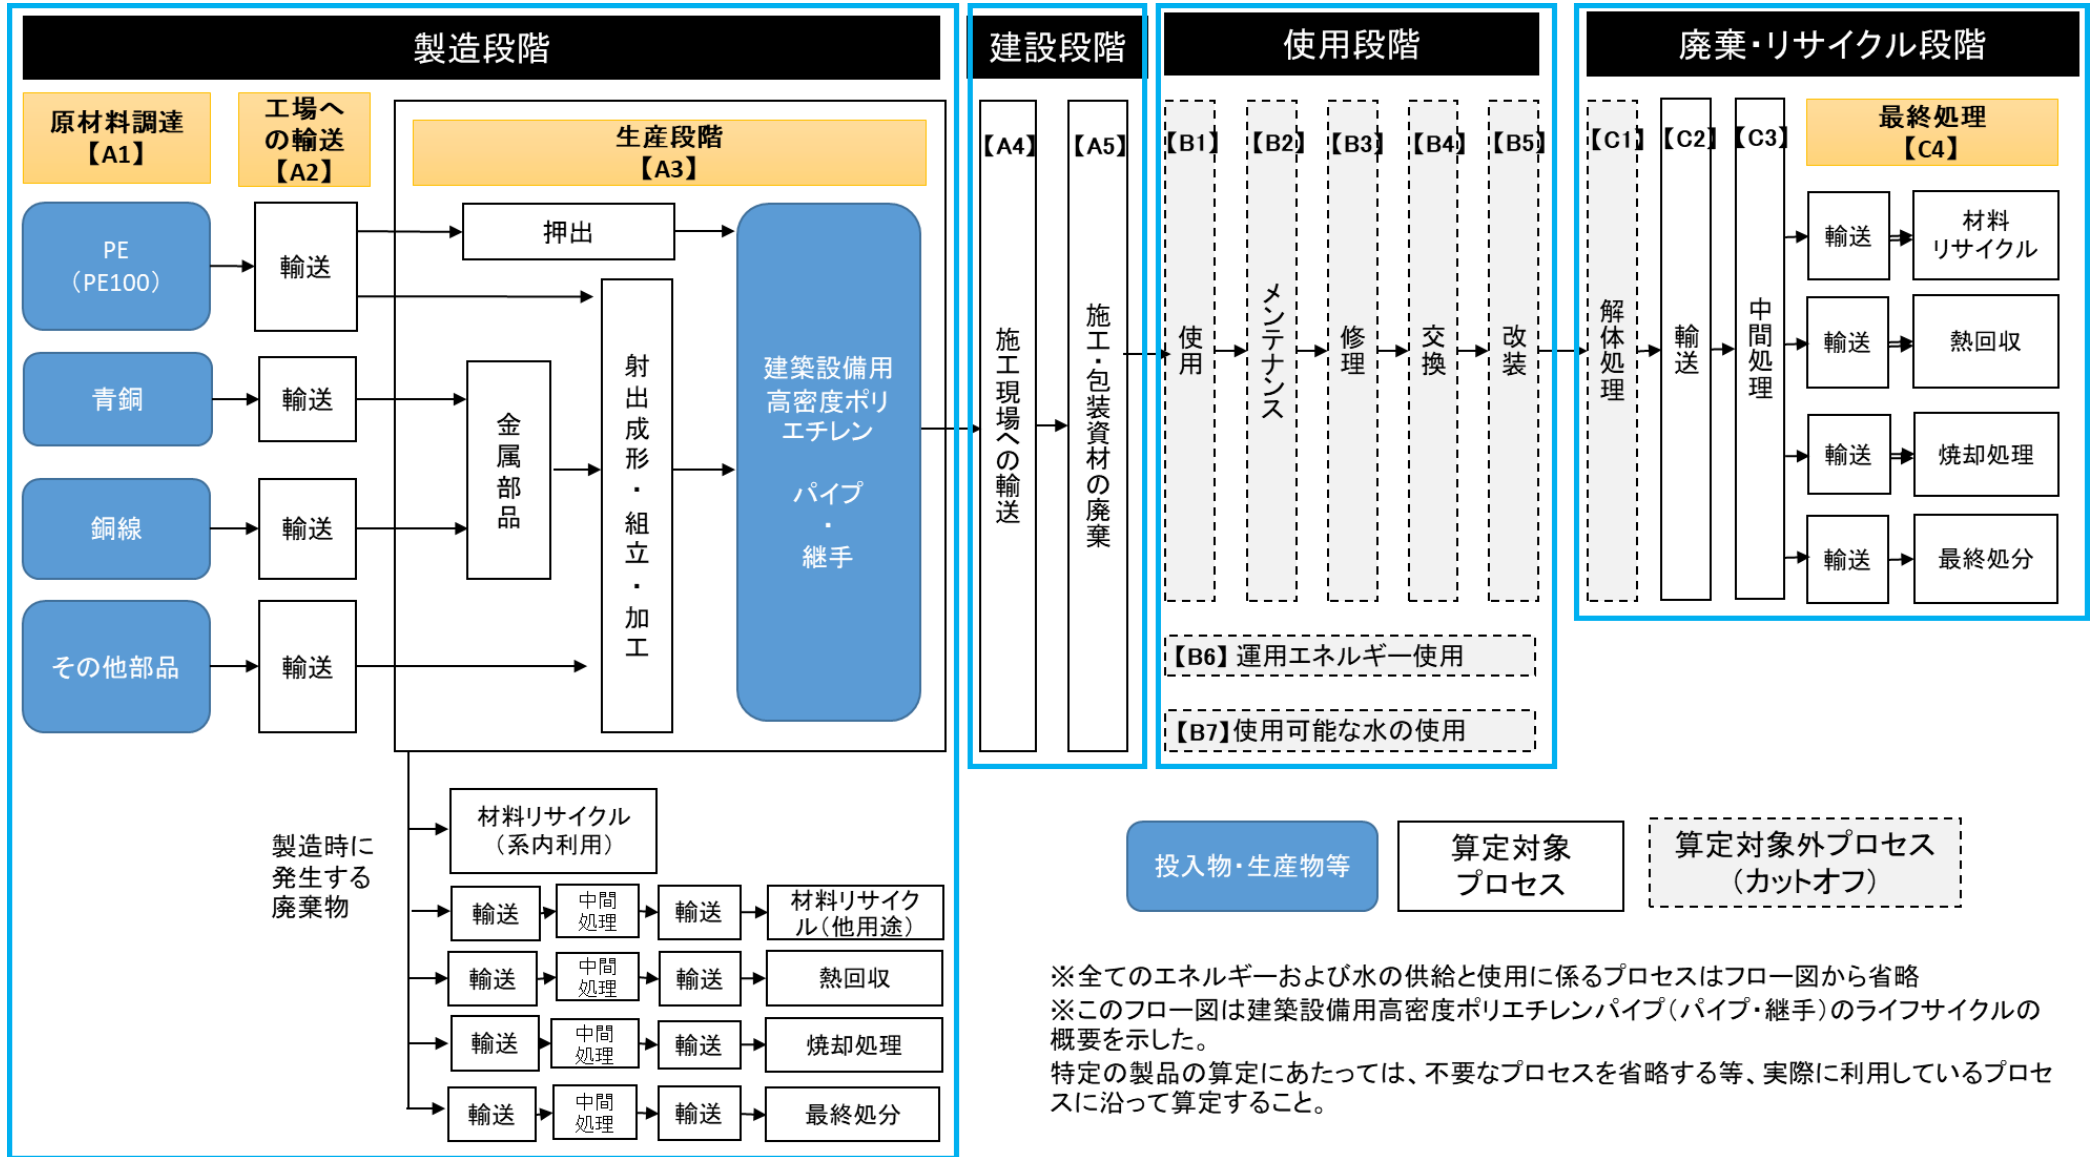 製造段階
原材料調達
【A1】
工場へ
の輸送
【A2】
生産段階
【A3】
PE
（PE100）
輸送
押出
青銅
輸送
銅線
輸送
その他部品
輸送
金属部品
射出成形・組立・加工
建築設備用
高密度ポリ
エチレン
パイプ
・
継手
製造時に
発生する
廃棄物
材料リサイクル
（系内利用）
輸送
中間
処理
輸送
材料リサイク
ル（他用途）
輸送
中間
処理
輸送
熱回収
輸送
中間
処理
輸送
焼却処理
輸送
中間
処理
輸送
最終処分
建設段階
【A4】
施工現場への輸送
【A5】
施工・包装資材の廃棄
使用段階
【B1】
使用
【B2】
メンテナンス
【B3】
修理
【B4】
交換
【B5】
改装
【B6】運用エネルギー使用
【B7】使用可能な水の使用
廃棄・リサイクル段階
【C1】
解体処理
【C2】
輸送
【C3】
中間処理
最終処理
【C4】
輸送
材料
リサイクル
輸送
熱回収
輸送
焼却処理
輸送
最終処分
投入物・生産物等
算定対象
プロセス
算定対象外プロセス
（カットオフ）
※全てのエネルギーおよび水の供給と使用に係るプロセスはフロー図から省略
※このフロー図は建築設備用高密度ポリエチレンパイプ（パイプ・継手）のライフサイクルの
概要を示した。
特定の製品の算定にあたっては、不要なプロセスを省略する等、実際に利用しているプロセ
スに沿って算定すること。